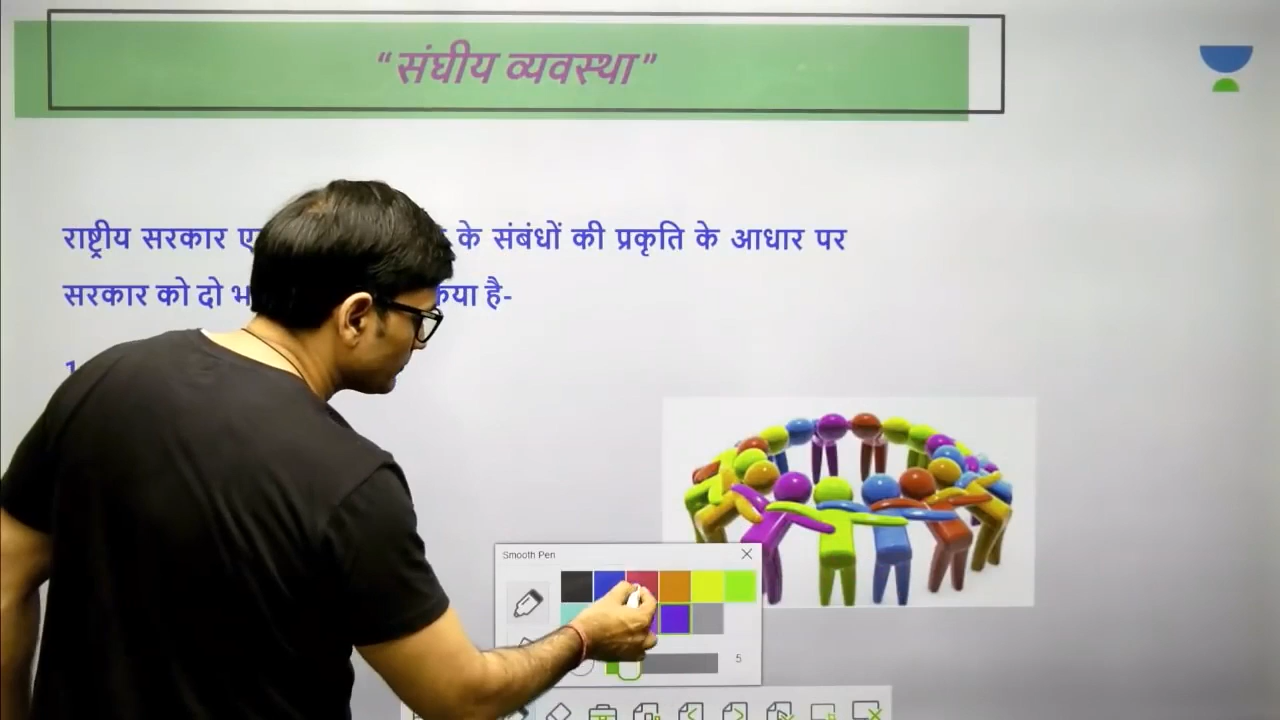 “संघीय व्यवस्था”
राष्ट्रीय सरकार के संबंधों की प्रकृति के आधार पर
सरकार को दो है-
1
Smooth Pen
5